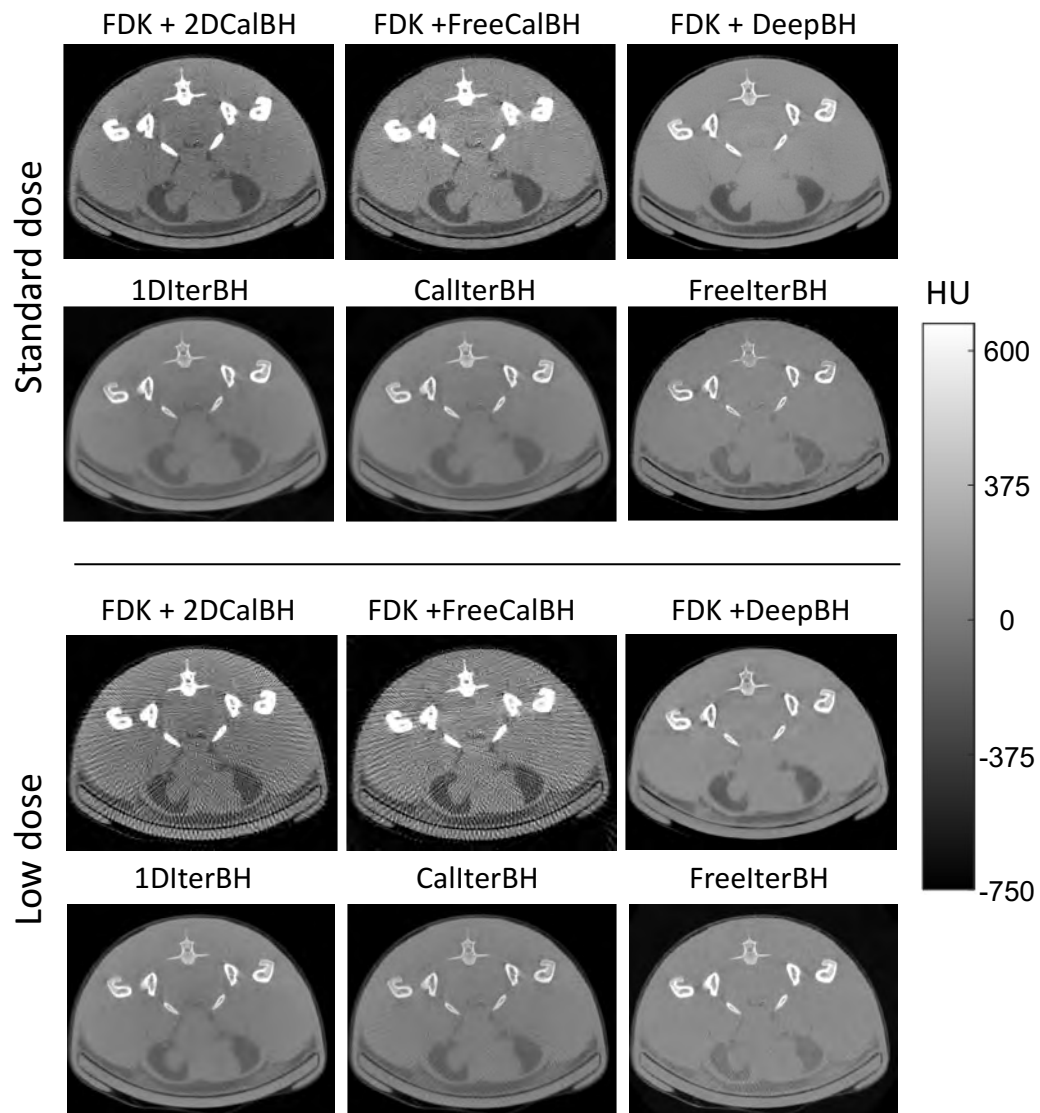 FDK + 2DCalBH
FDK +FreeCalBH
FDK + DeepBH
Standard dose
1DIterBH
CalIterBH
FreeIterBH
HU
600
375
0
-375
-750
FDK + 2DCalBH
FDK +FreeCalBH
FDK +DeepBH
Low dose
1DIterBH
CalIterBH
FreeIterBH